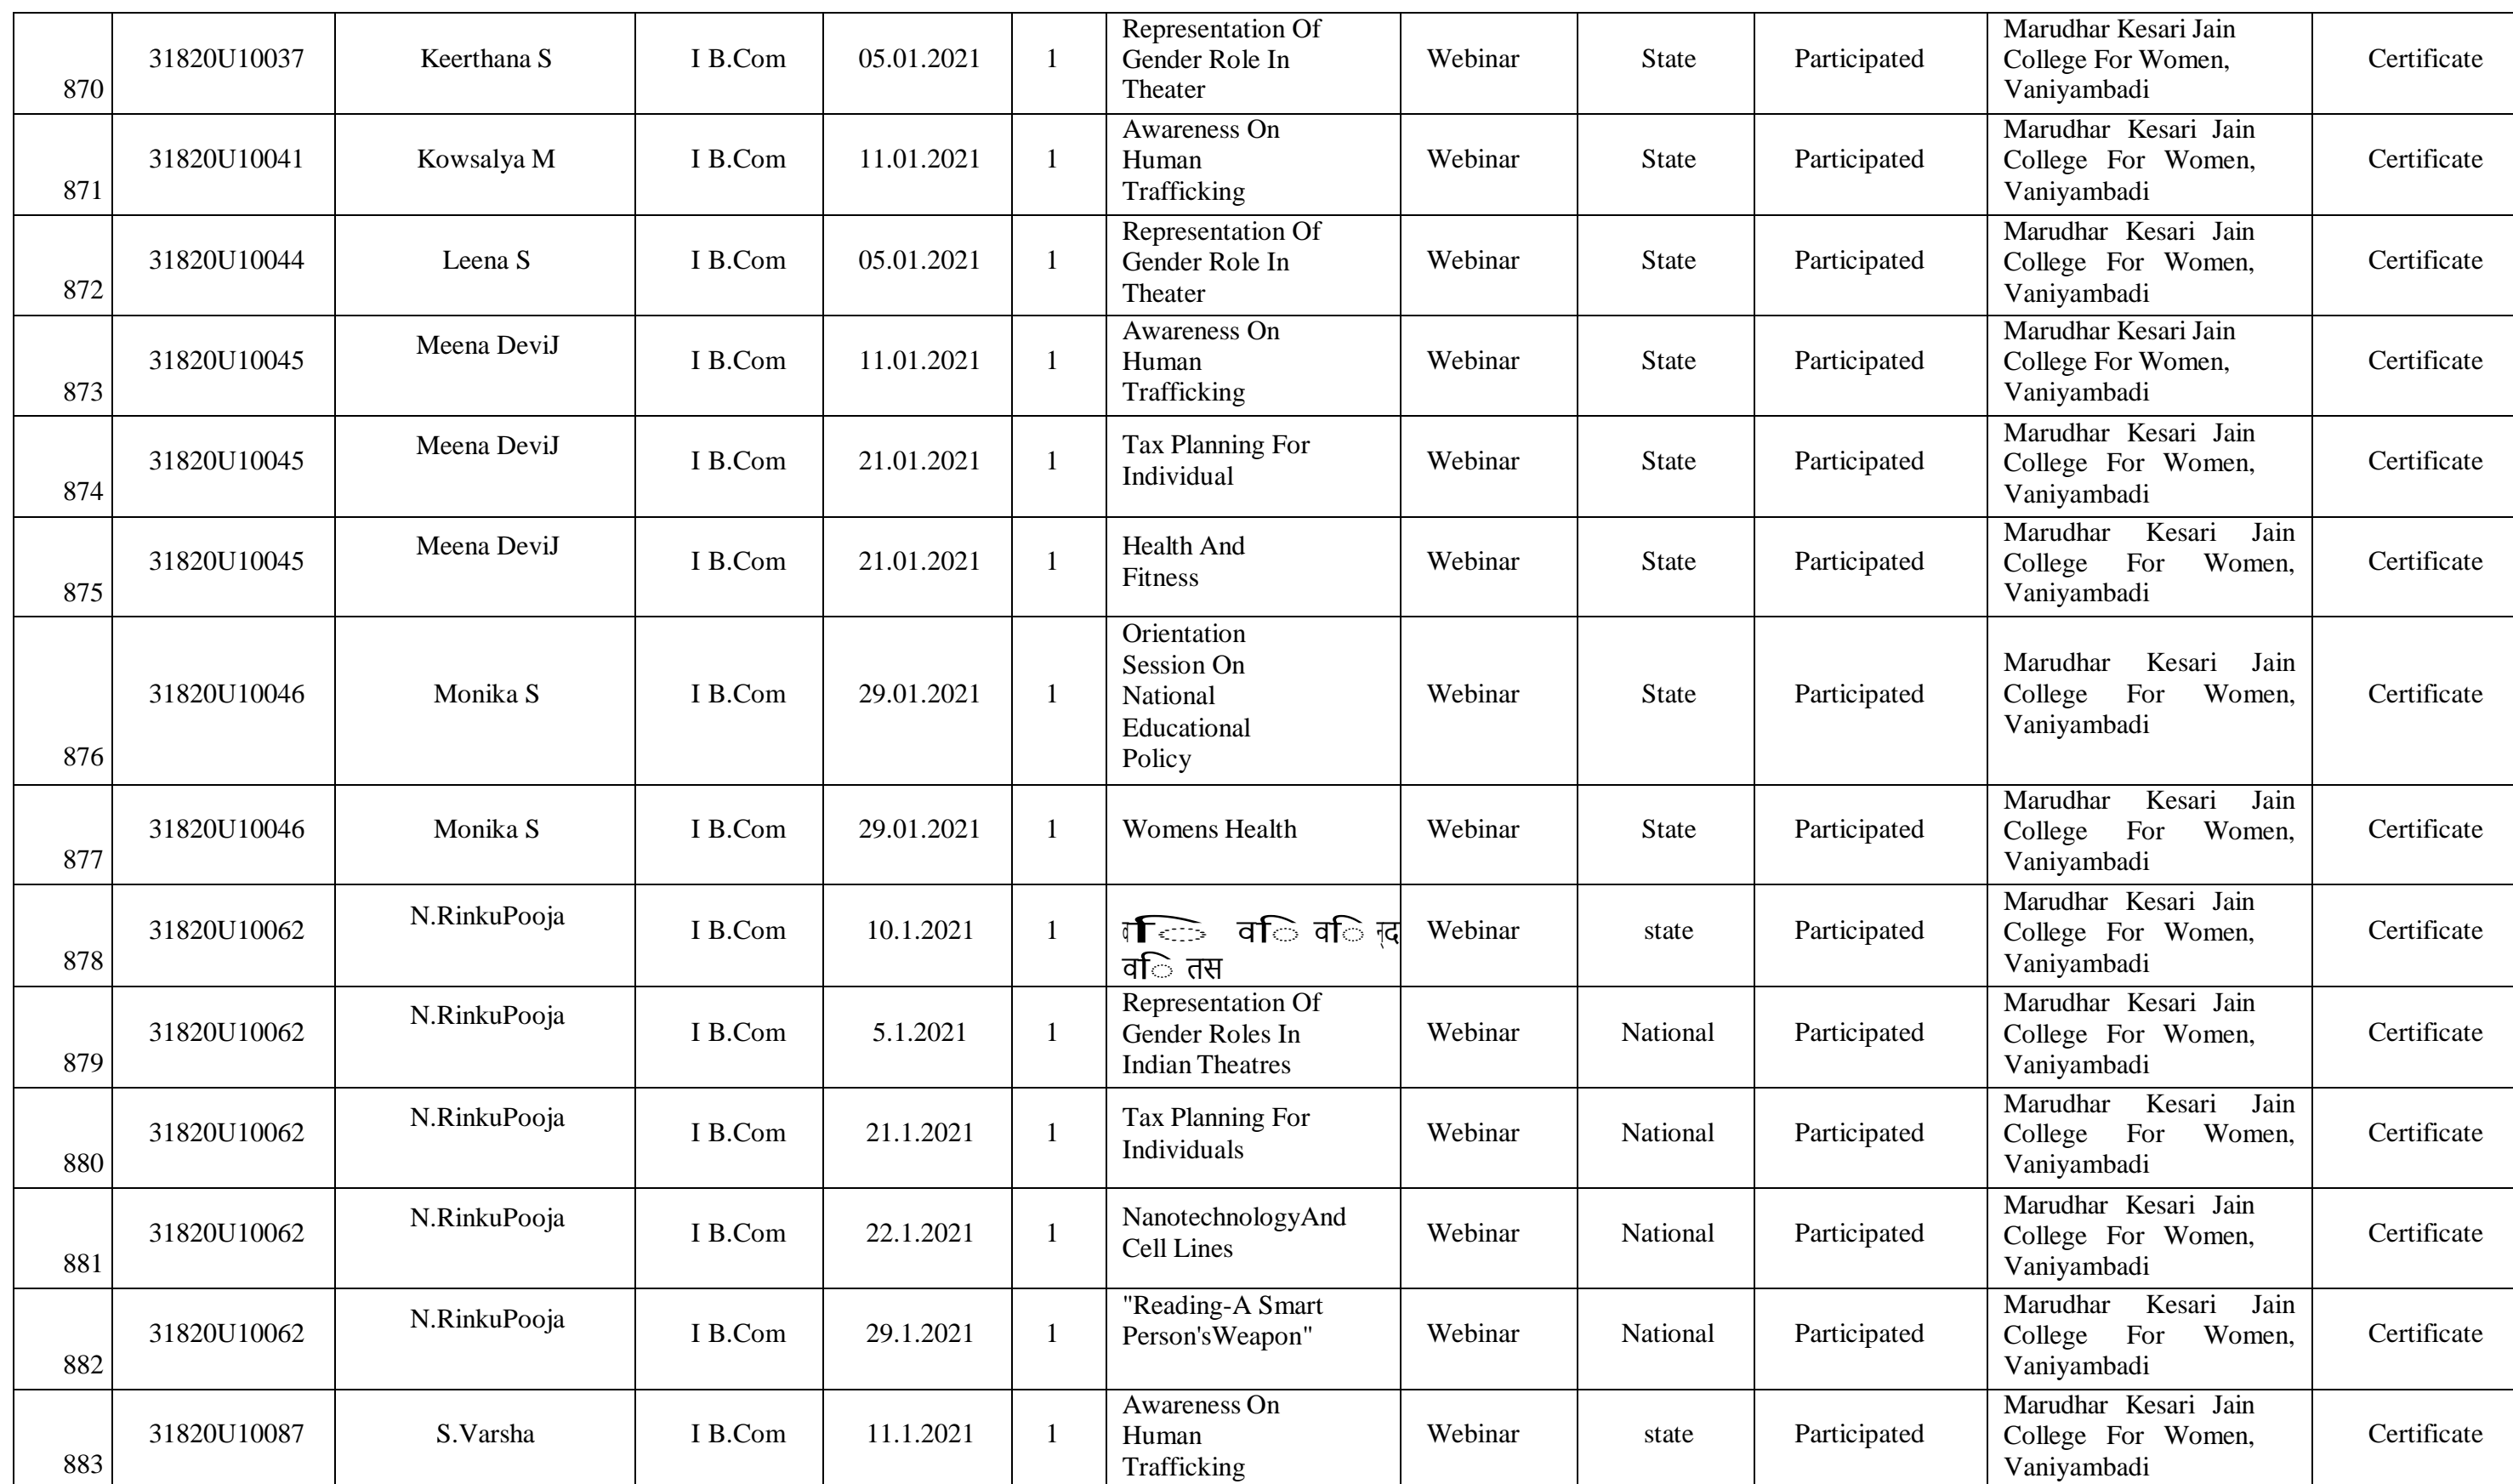 870 31820U10037 Keerthana S I B.Com 05.01.2021 1 Representation Of Gender Role In Theater Webinar State Participated Marudhar Kesari Jain College For Women, Vaniyambadi Certificate
871 31820U10041 Kowsalya M I B.Com 11.01.2021 1 Awareness On Human Trafficking Webinar State Participated Marudhar Kesari Jain College For Women, Vaniyambadi Certificate
872 31820U10044 Leena S I B.Com 05.01.2021 1 Representation Of Gender Role In Theater Webinar State Participated Marudhar Kesari Jain College For Women, Vaniyambadi Certificate
873 31820U10045 Meena DeviJ I B.Com 11.01.2021 1 Awareness On Human Trafficking Webinar State Participated Marudhar Kesari Jain College For Women, Vaniyambadi Certificate
874 31820U10045 Meena DeviJ I B.Com 21.01.2021 1 Tax Planning For Individual Webinar State Participated Marudhar Kesari Jain College For Women, Vaniyambadi Certificate
875 31820U10045 Meena DeviJ I B.Com 21.01.2021 1 Health And Fitness Webinar State Participated Marudhar Kesari Jain College For Women, Vaniyambadi Certificate
876 31820U10046 Monika S I B.Com 29.01.2021 1 Orientation Session On National Educational Policy Webinar State Participated Marudhar Kesari Jain College For Women, Vaniyambadi Certificate
877 31820U10046 Monika S I B.Com 29.01.2021 1 Womens Health Webinar State Participated Marudhar Kesari Jain College For Women, Vaniyambadi Certificate
878 31820U10062 N.RinkuPooja I B.Com 10.1.2021 1 Webinar state Participated Marudhar Kesari Jain College For Women, Vaniyambadi Certificate
879 31820U10062 N.RinkuPooja I B.Com 5.1.2021 1 Representation Of Gender Roles In Indian Theatres Webinar National Participated Marudhar Kesari Jain College For Women, Vaniyambadi Certificate
880 31820U10062 N.RinkuPooja I B.Com 21.1.2021 1 Tax Planning For Individuals Webinar National Participated Marudhar Kesari Jain College For Women, Vaniyambadi Certificate
881 31820U10062 N.RinkuPooja I B.Com 22.1.2021 1 NanotechnologyAnd Cell Lines Webinar National Participated Marudhar Kesari Jain College For Women, Vaniyambadi Certificate
882 31820U10062 N.RinkuPooja I B.Com 29.1.2021 1 "Reading-A Smart Person'sWeapon" Webinar National Participated Marudhar Kesari Jain College For Women, Vaniyambadi Certificate
883 31820U10087 S.Varsha I B.Com 11.1.2021 1 Awareness On Human Trafficking Webinar state Participated Marudhar Kesari Jain College For Women, Vaniyambadi Certificate